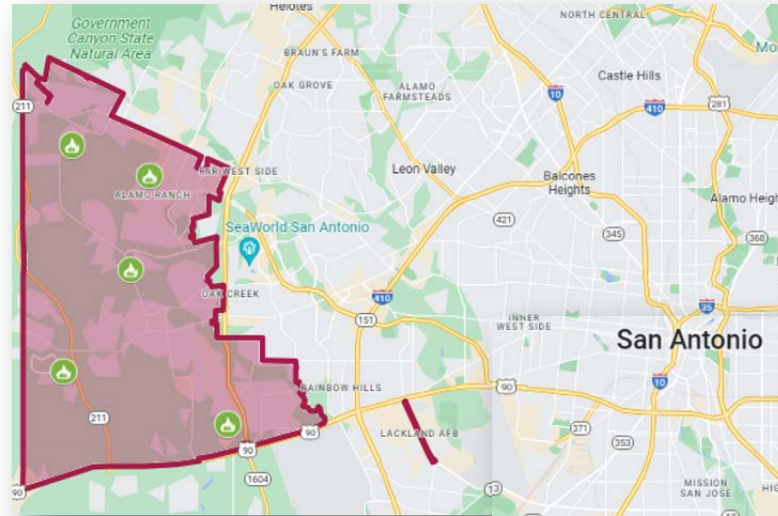 Helotes
Government
Canyon State
Natural Area
NORTH CENTRAL
BRAUN'S FARM
Castle Hills
OAK GROVE
ALAMO
FARMSTEADS
10
410
281
211
Leon Valley
FAR WEST SIDE
Balcones
Heights
ALAMO RANCH
Alamo Heigh
421
345
368
SeaWorld San Antonio
OAK CREEK
410
151
INNER
WEST SIDE
35
San Antonio
10
RAINBOW HILLS
90
211
90
LACKLAND AFB
371
353
90
1604
90
13
MISSION
SAN JOSE
HIG